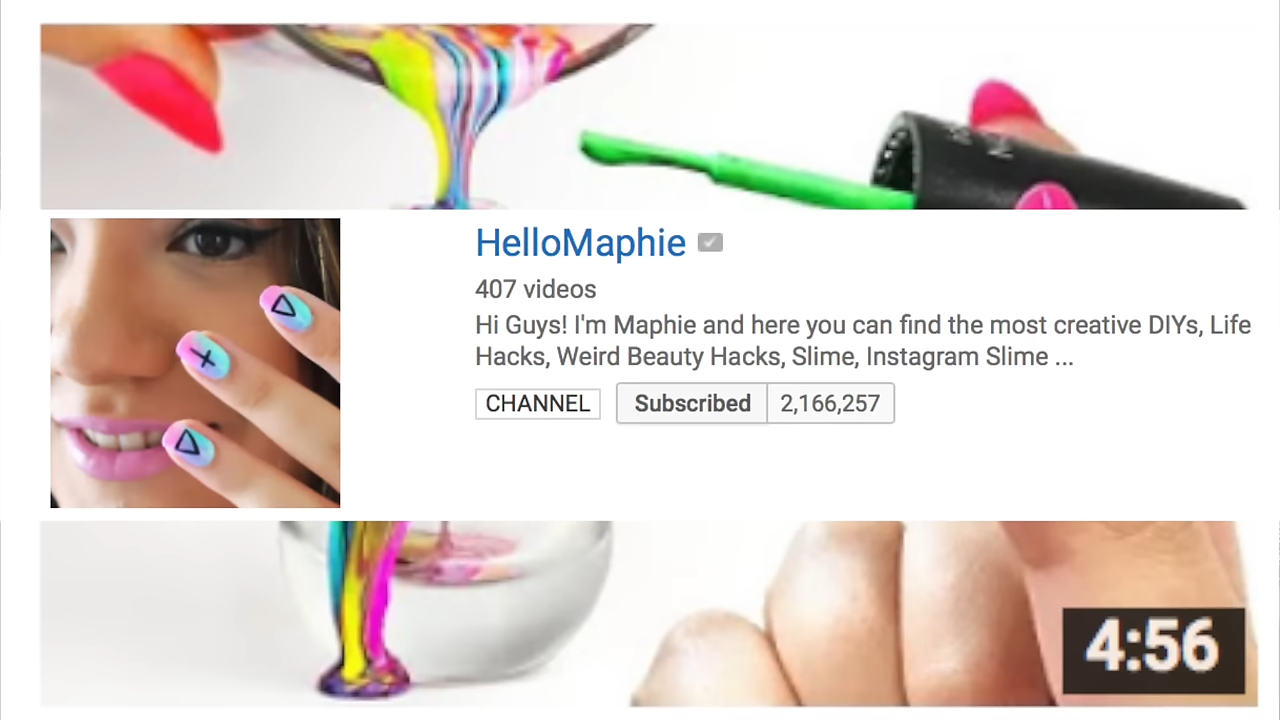 HelloMaphie
407 videos
Hi Guys! I'm Maphie and here you can find the most creative DIYs, Life
Hacks, Weird Beauty Hacks, Slime, Instagram Slime ...
CHANNEL Subscribed 2,166,257
4:56